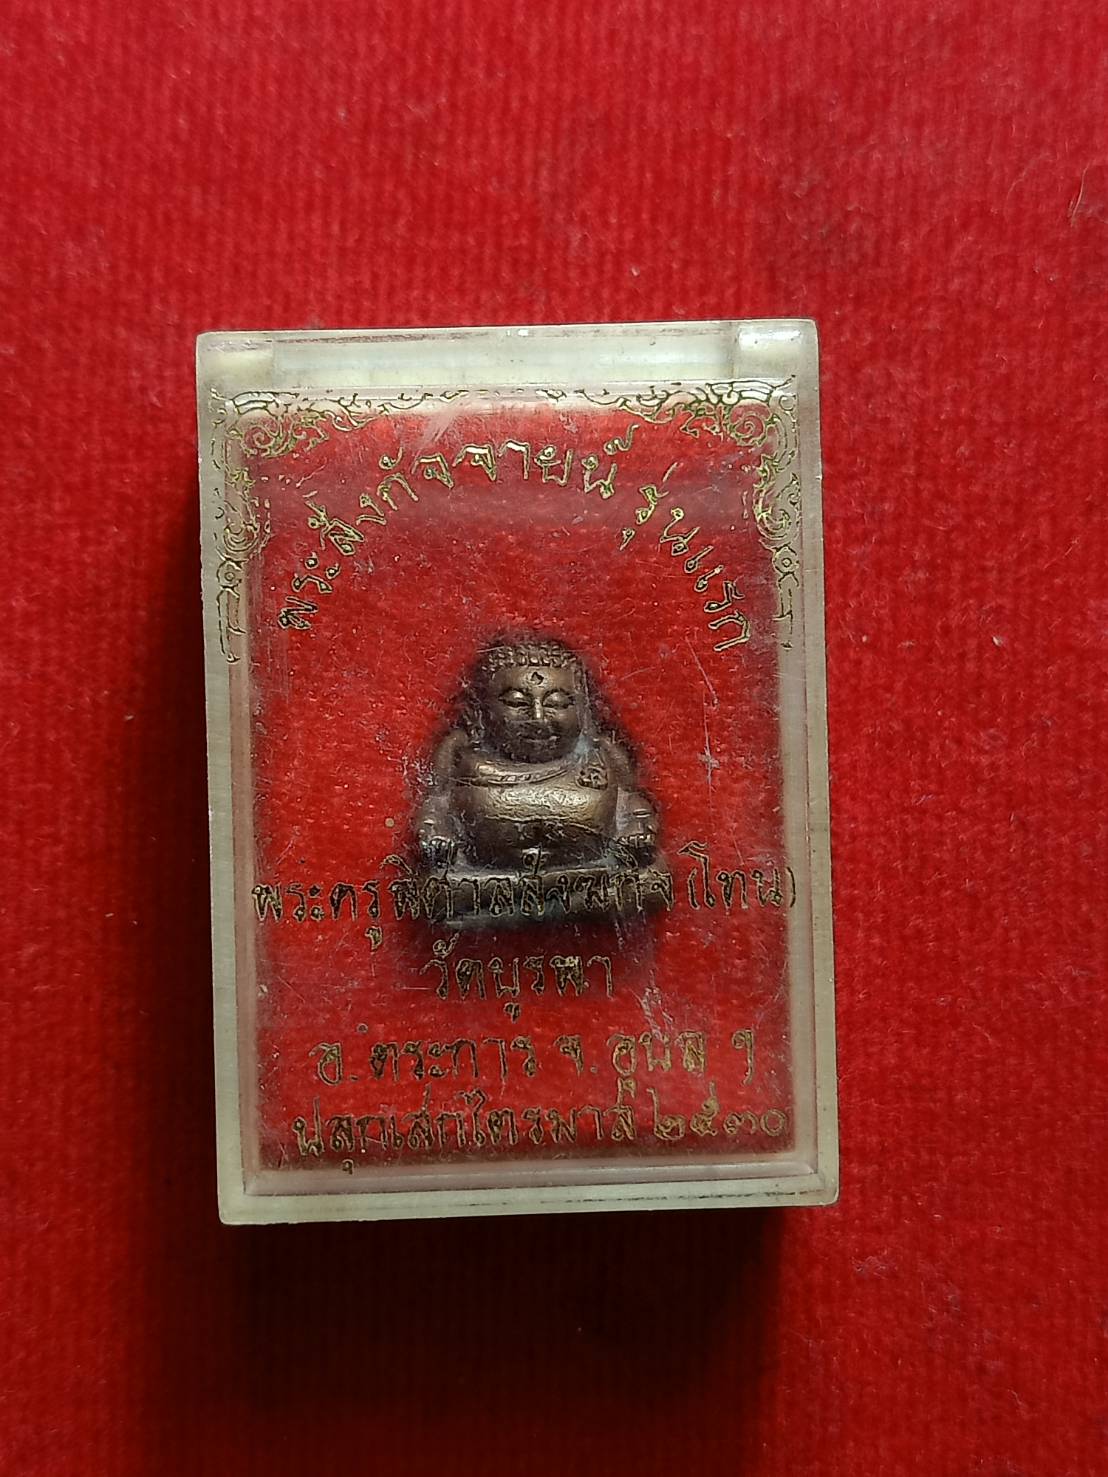 พระสังกัจจายน์ รุ่นแรก
พระครูพิศาลสังฆกิจ (โทน)
วัดบูรพา
อ.ตระการ จ.อุบล ฯ
ปลุกเสกไตรมาส ๒๕๓๐